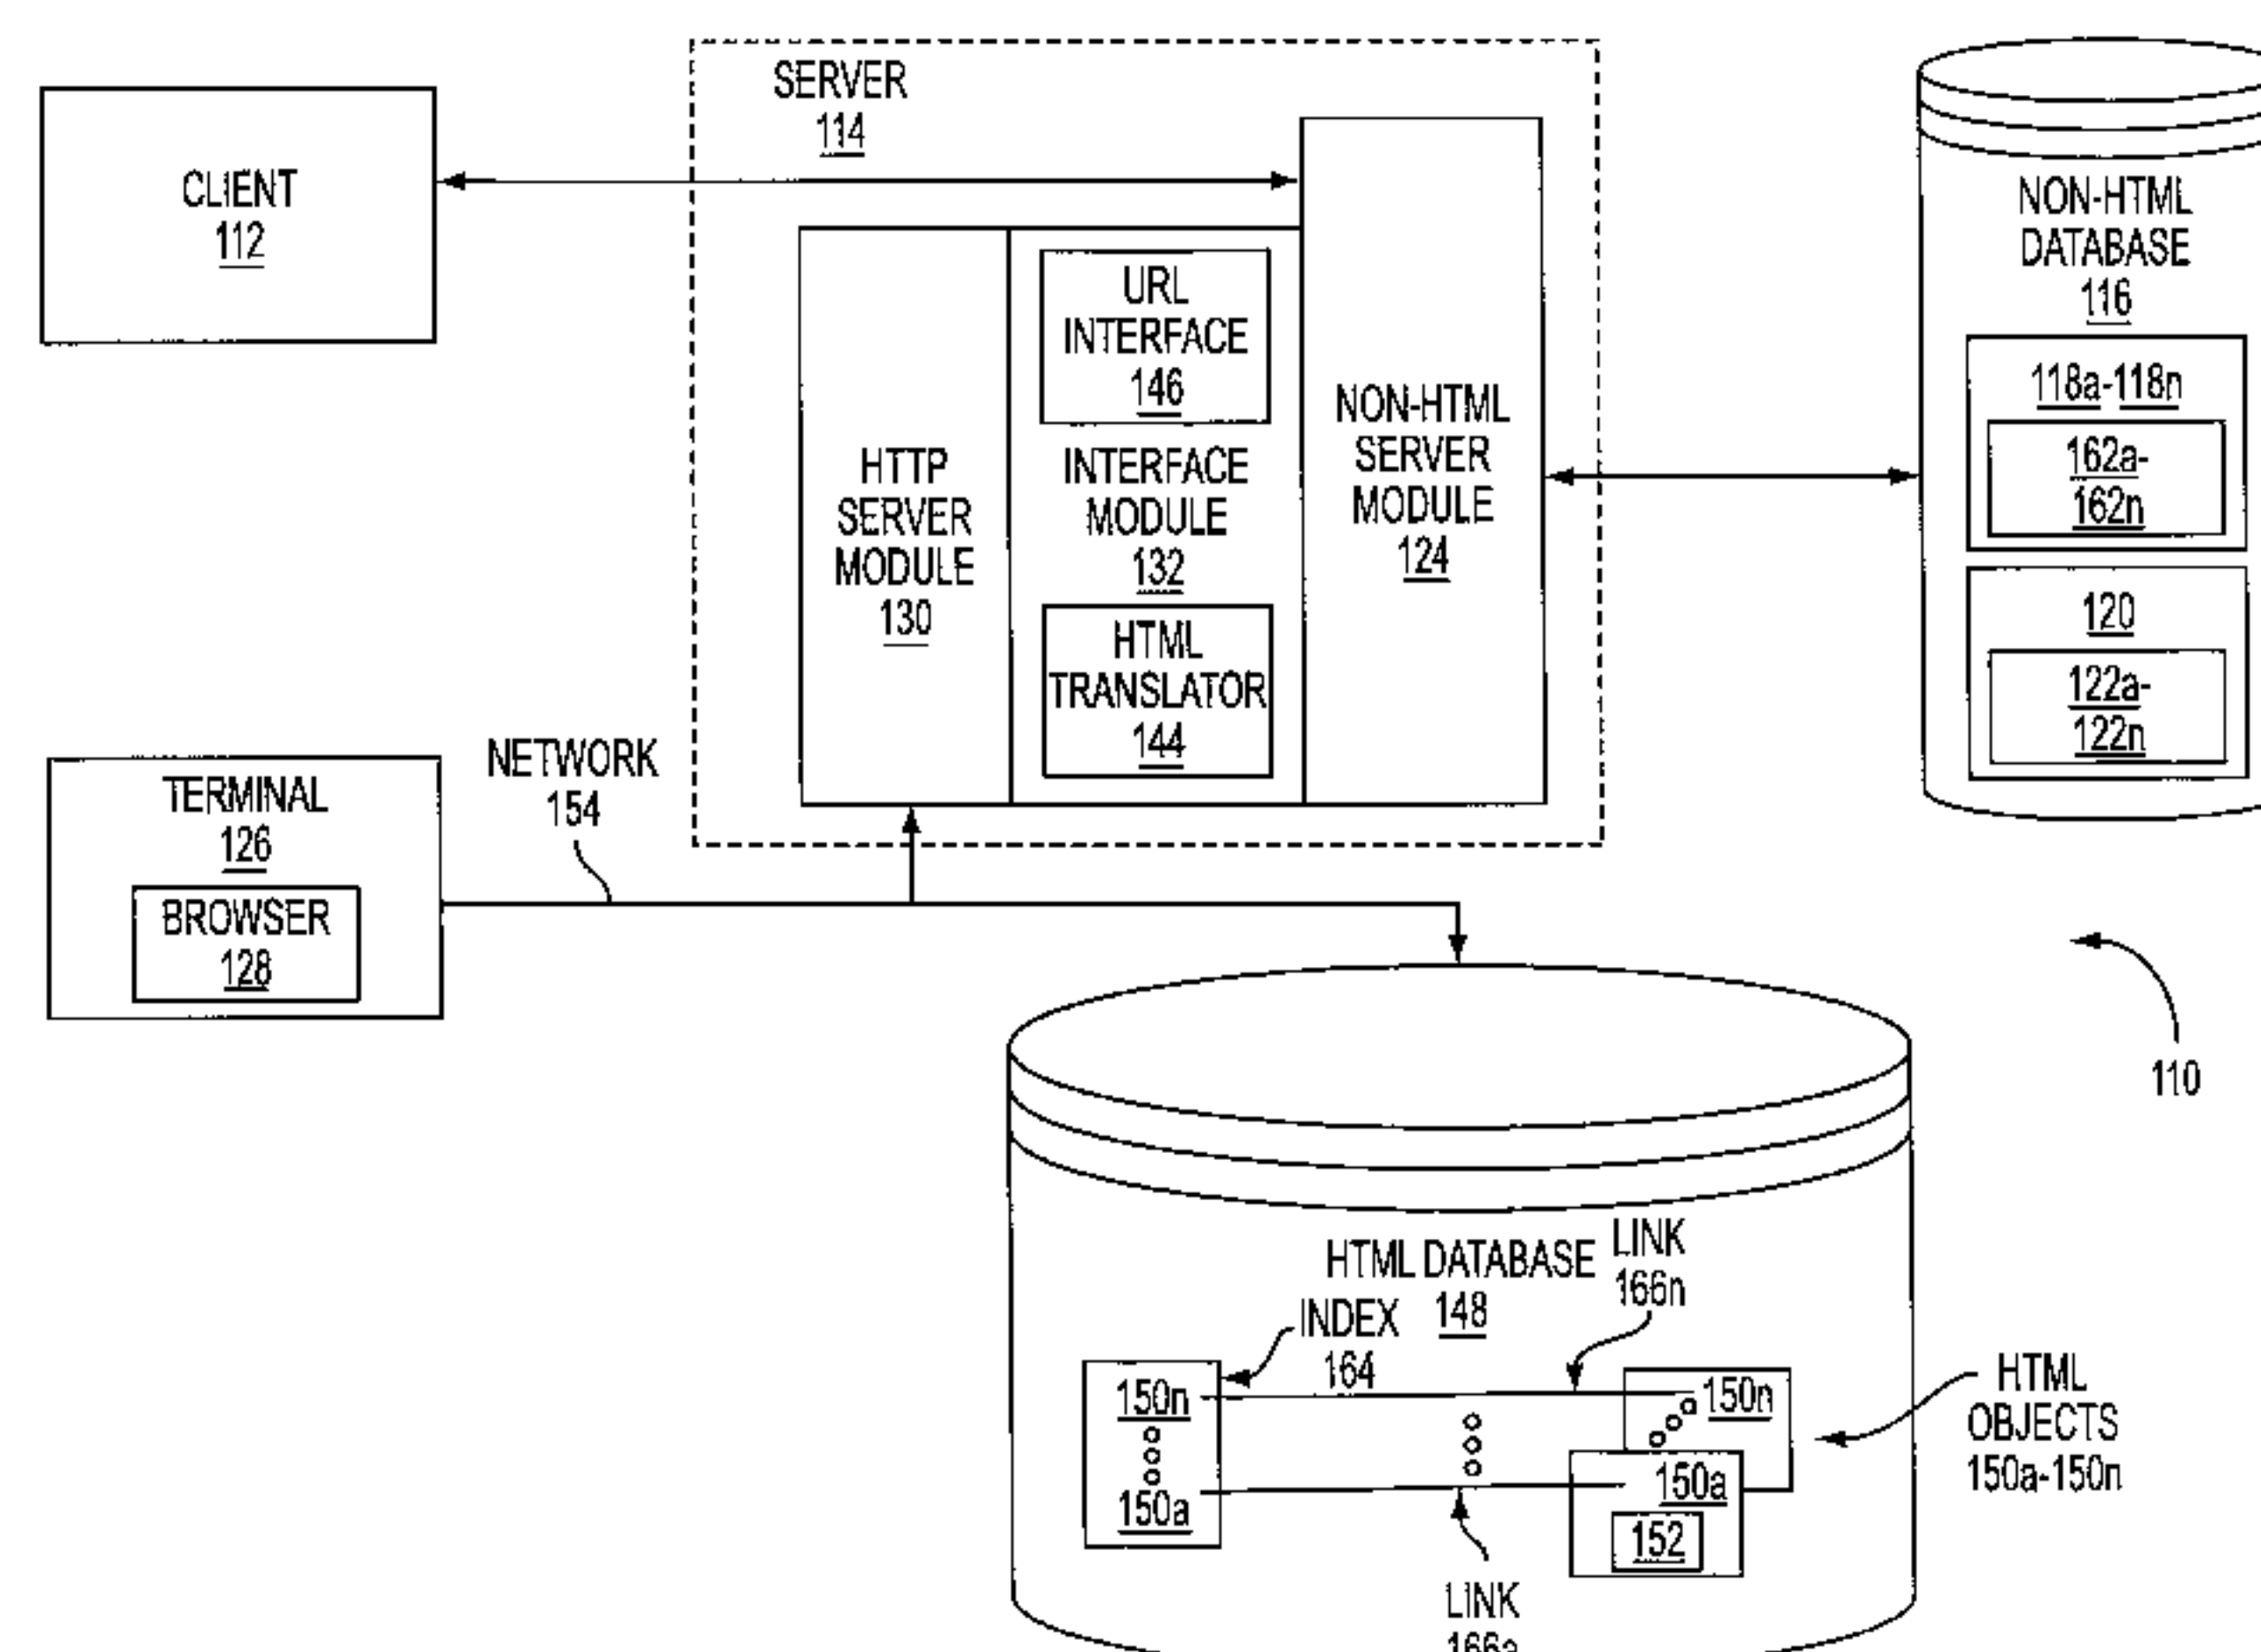 CLIENT
112
SERVER
114
URL
INTERFACE
146
INTERFACE
MODULE
132
HTML
TRANSLATOR
144
HTTP
SERVER
MODULE
130
NON-HTML
SERVER
MODULE
124
NON-HTML
DATABASE
116
118a-118n
162a-
162n
120
122a-
122n
TERMINAL
126
BROWSER
128
NETWORK
154
110
HTML DATABASE
148
LINK
166n
INDEX
164
150n
150a
150n
150a
152
HTML
OBJECTS
150a-150n
LINK
166a